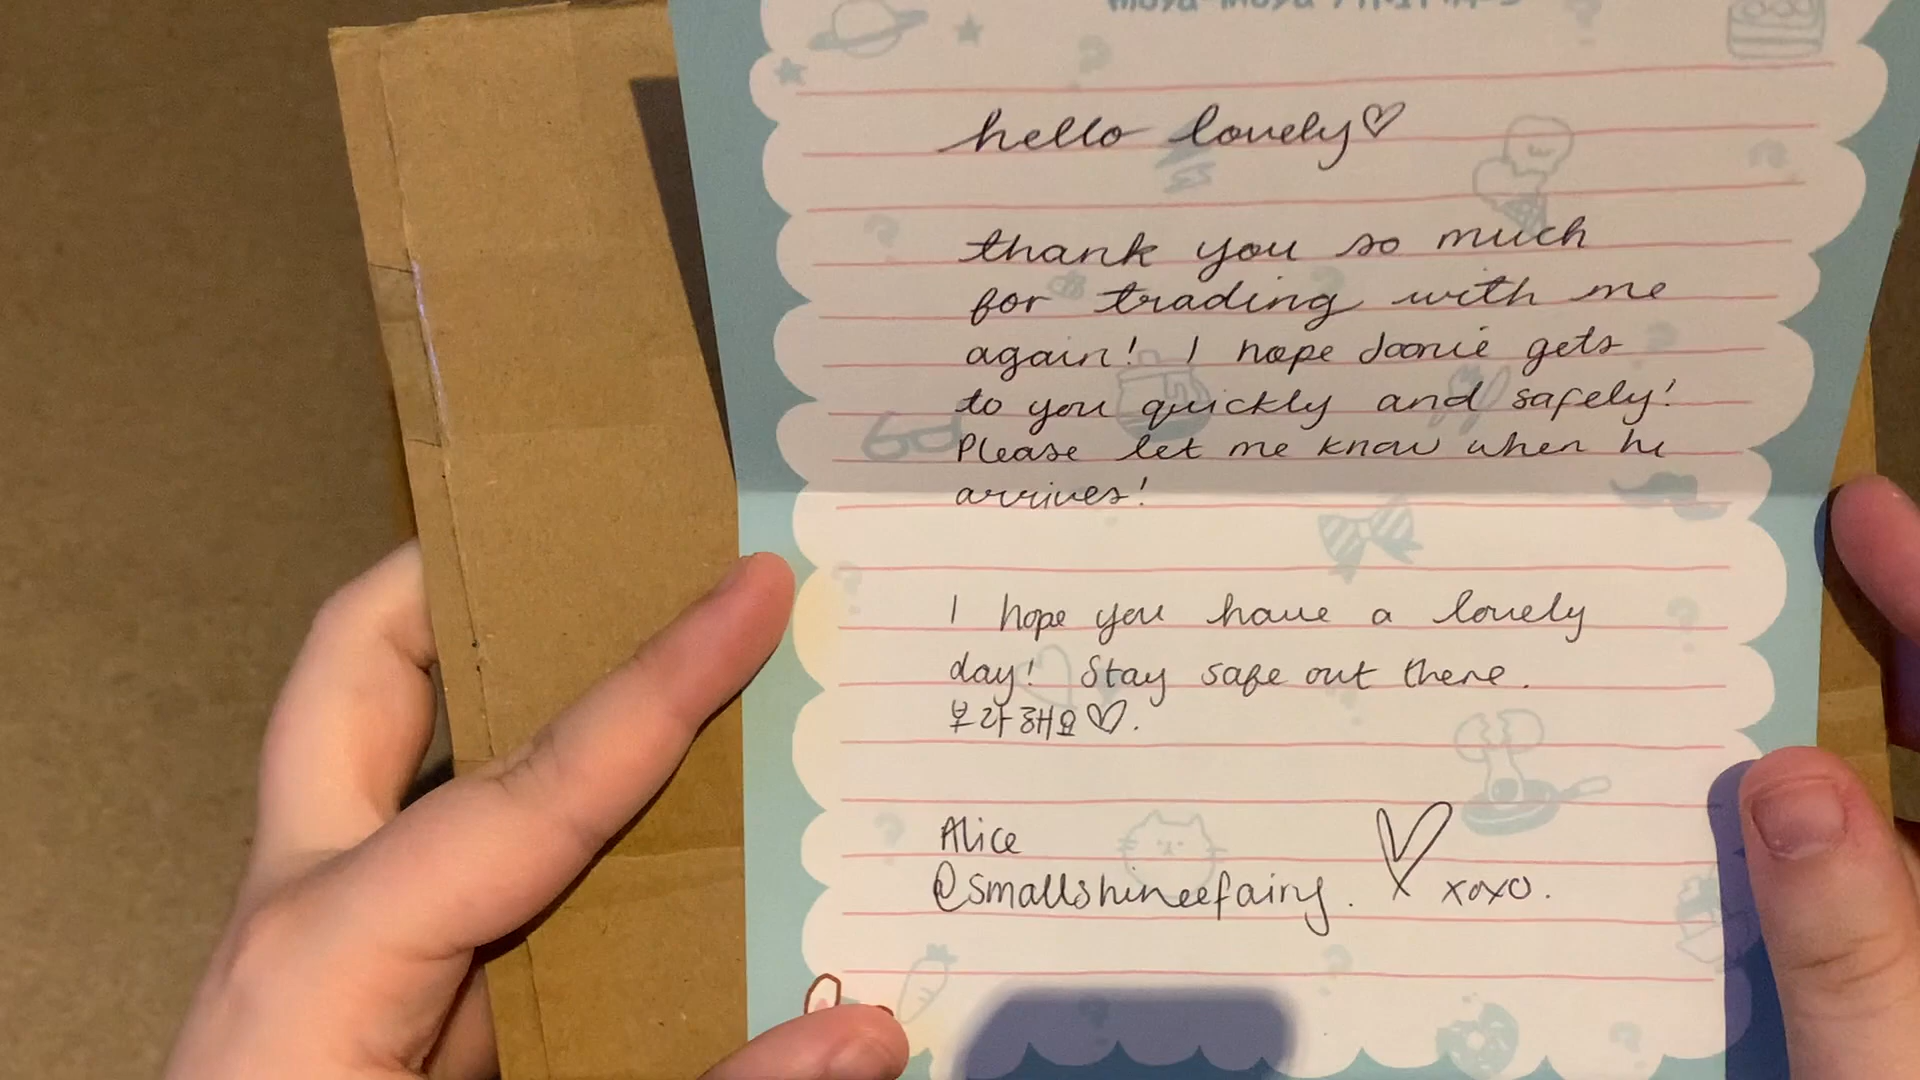 hello lovely♡
thank you so much
for trading with me
again! I hope Joonie gets
to you quickly and safely!
Please let me know when he
arrives!
I hope you have a lovely
day! Stay safe out there.
보라해요♡.
Alice
@smallshineefairy. xoxo.